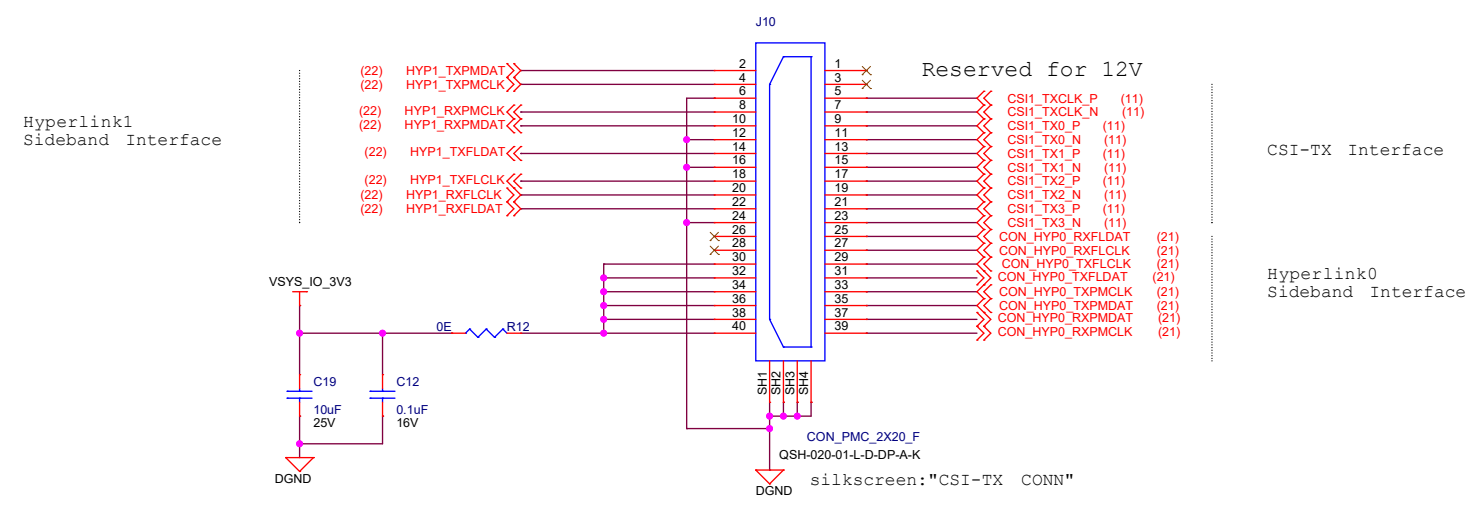 J10
Reserved for 12V
(22) HYP1_TXPMDAT 2 1
(22) HYP1_TXPMCLK 4 3
6 5 CSI1_TXCLK_P (11)
(22) HYP1_RXPMCLK 8 7 CSI1_TXCLK_N (11)
(22) HYP1_RXPMDAT 10 9 CSI1_TX0_P (11)
12 11 CSI1_TX0_N (11)
(22) HYP1_TXFLDAT 14 13 CSI1_TX1_P (11)
16 15 CSI1_TX1_N (11)
(22) HYP1_TXFLCLK 18 17 CSI1_TX2_P (11)
(22) HYP1_RXFLCLK 20 19 CSI1_TX2_N (11)
(22) HYP1_RXFLDAT 22 21 CSI1_TX3_P (11)
24 23 CSI1_TX3_N (11)
26 25 CON_HYP0_RXFLDAT (21)
28 27 CON_HYP0_RXFLCLK (21)
30 29 CON_HYP0_TXFLCLK (21)
32 31 CON_HYP0_TXFLDAT (21)
34 33 CON_HYP0_TXPMCLK (21)
36 35 CON_HYP0_TXPMDAT (21)
38 37 CON_HYP0_RXPMDAT (21)
40 39 CON_HYP0_RXPMCLK (21)
Hyperlink1
Sideband Interface
CSI-TX Interface
Hyperlink0
Sideband Interface
VSYS_IO_3V3
0E R12
C19
10uF
25V
C12
0.1uF
16V
DGND
SH1
SH2
SH3
SH4
CON_PMC_2X20_F
QSH-020-01-L-D-DP-A-K
DGND
silkscreen:"CSI-TX CONN"